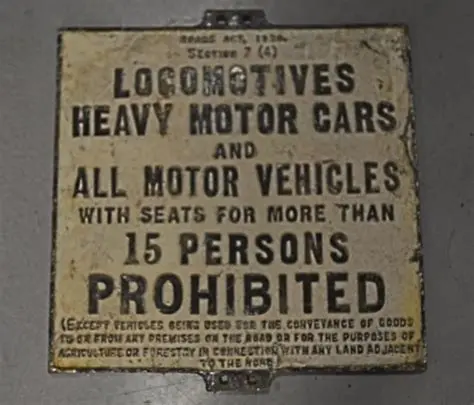 ROADS ACT, 1920.
SECTION 7 (4)
LOCOMOTIVES
HEAVY MOTOR CARS
AND
ALL MOTOR VEHICLES
WITH SEATS FOR MORE THAN
15 PERSONS
PROHIBITED
(EXCEPT VEHICLES BEING USED FOR THE CONVEYANCE OF GOODS
TO OR FROM ANY PREMISES ON THE ROAD OR FOR THE PURPOSES OF
AGRICULTURE OR FORESTRY IN CONNECTION WITH ANY LAND ADJACENT
TO THE ROAD)